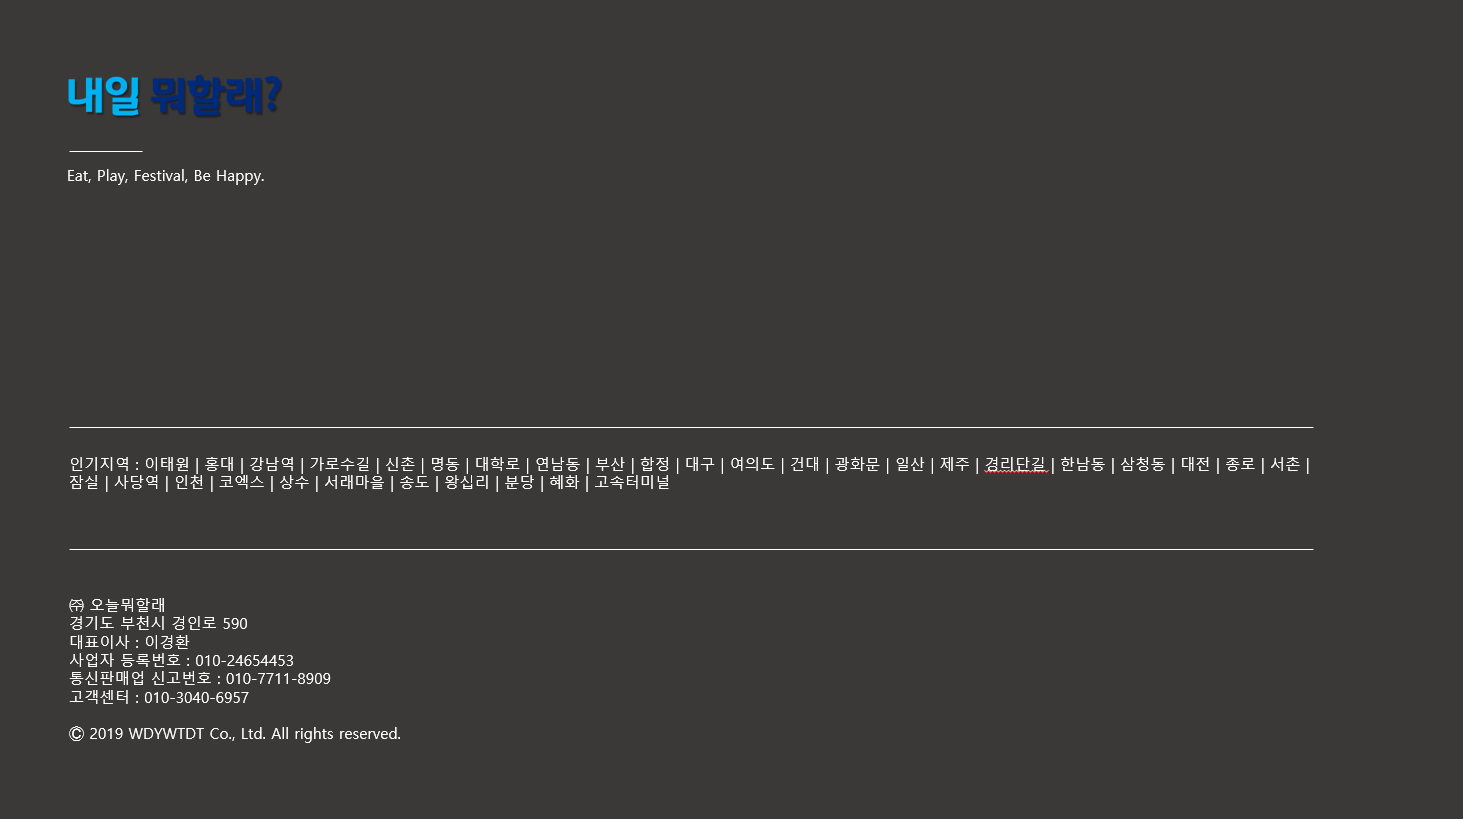 내일 뭐할래?
Eat, Play, Festival, Be Happy.
인기지역 : 이태원 | 홍대 | 강남역 | 가로수길 | 신촌 | 명동 | 대학로 | 연남동 | 부산 | 합정 | 대구 | 여의도 | 건대 | 광화문 | 일산 | 제주 | 경리단길 | 한남동 | 삼청동 | 대전 | 종로 | 서촌 |
잠실 | 사당역 | 인천 | 코엑스 | 상수 | 서래마을 | 송도 | 왕십리 | 분당 | 혜화 | 고속터미널
㈜ 오늘뭐할래
경기도 부천시 경인로 590
대표이사 : 이경환
사업자 등록번호 : 010-24654453
통신판매업 신고번호 : 010-7711-8909
고객센터 : 010-3040-6957
© 2019 WDYWTDT Co., Ltd. All rights reserved.